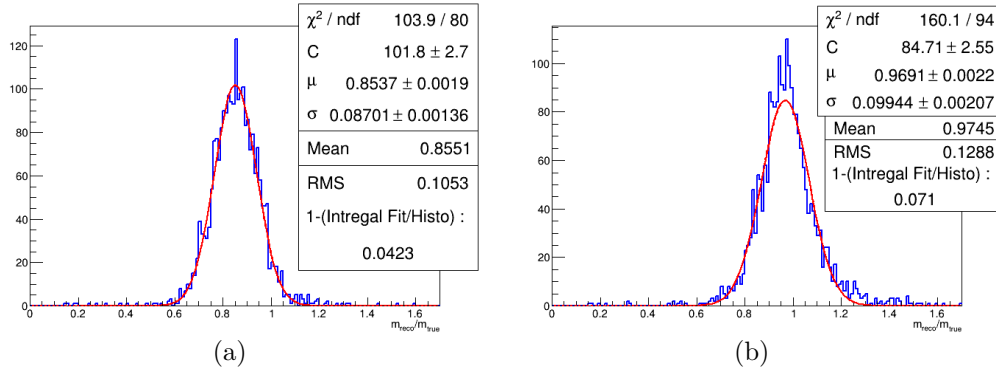 χ² / ndf 103.9 / 80
C 101.8 ± 2.7
μ 0.8537 ± 0.0019
σ 0.08701 ± 0.00136
Mean 0.8551
RMS 0.1053
1-(Intregal Fit/Histo) :
0.0423
120
100
80
60
40
20
0
0 0.2 0.4 0.6 0.8 1 1.2 1.4 1.6
m_reco/m_true
(a)
χ² / ndf 160.1 / 94
C 84.71 ± 2.55
μ 0.9691 ± 0.0022
σ 0.09944 ± 0.00207
Mean 0.9745
RMS 0.1288
1-(Intregal Fit/Histo) :
0.071
100
80
60
40
20
0
0 0.2 0.4 0.6 0.8 1 1.2 1.4 1.6
m_reco/m_true
(b)